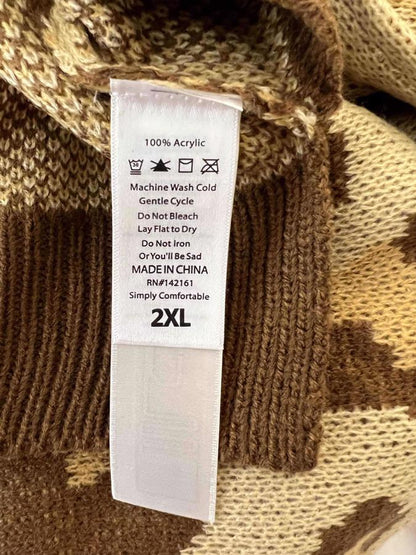 100% Acrylic
30
Machine Wash Cold
Gentle Cycle
Do Not Bleach
Lay Flat to Dry
Do Not Iron
Or You'll Be Sad
MADE IN CHINA
RN#142161
Simply Comfortable
2XL